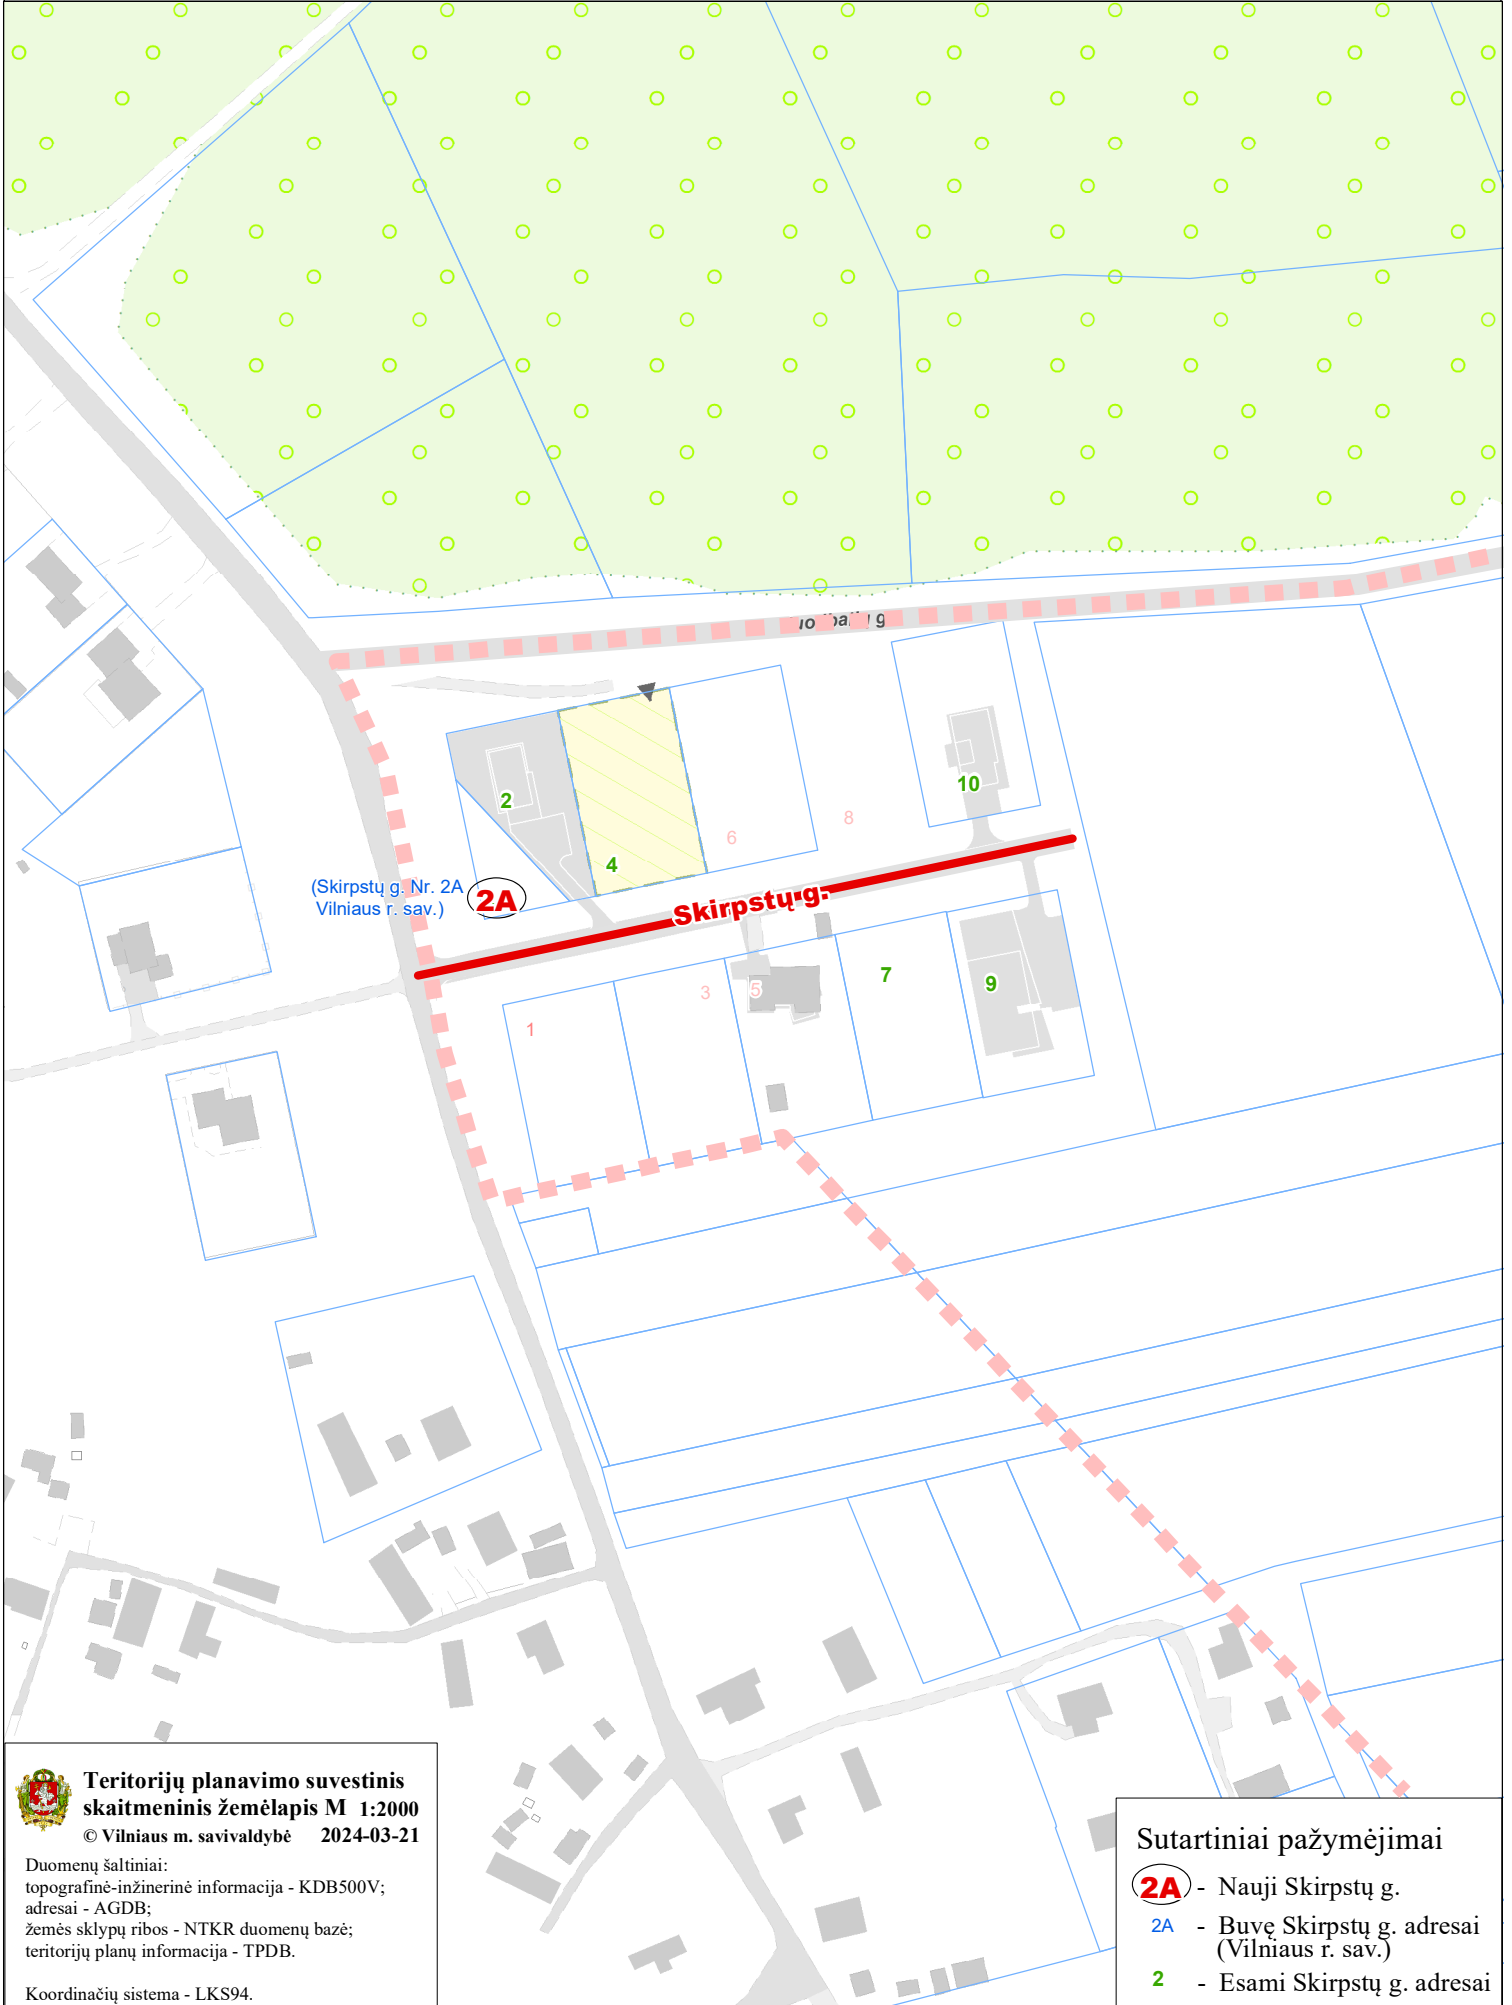 10
8
2
6
4
(Skirpstų g. Nr. 2A
Vilniaus r. sav.)
2A
Skirpstų g.
7
9
3
5
1
Teritorijų planavimo suvestinis
skaitmeninis žemėlapis M 1:2000
© Vilniaus m. savivaldybė 2024-03-21
Duomenų šaltiniai:
topografinė-inžinerinė informacija - KDB500V;
adresai - AGDB;
žemės sklypų ribos - NTKR duomenų bazė;
teritorijų planų informacija - TPDB.
Koordinačių sistema - LKS94.
Sutartiniai pažymėjimai
2A - Nauji Skirpstų g.
2A - Buvę Skirpstų g. adresai
(Vilniaus r. sav.)
2 - Esami Skirpstų g. adresai